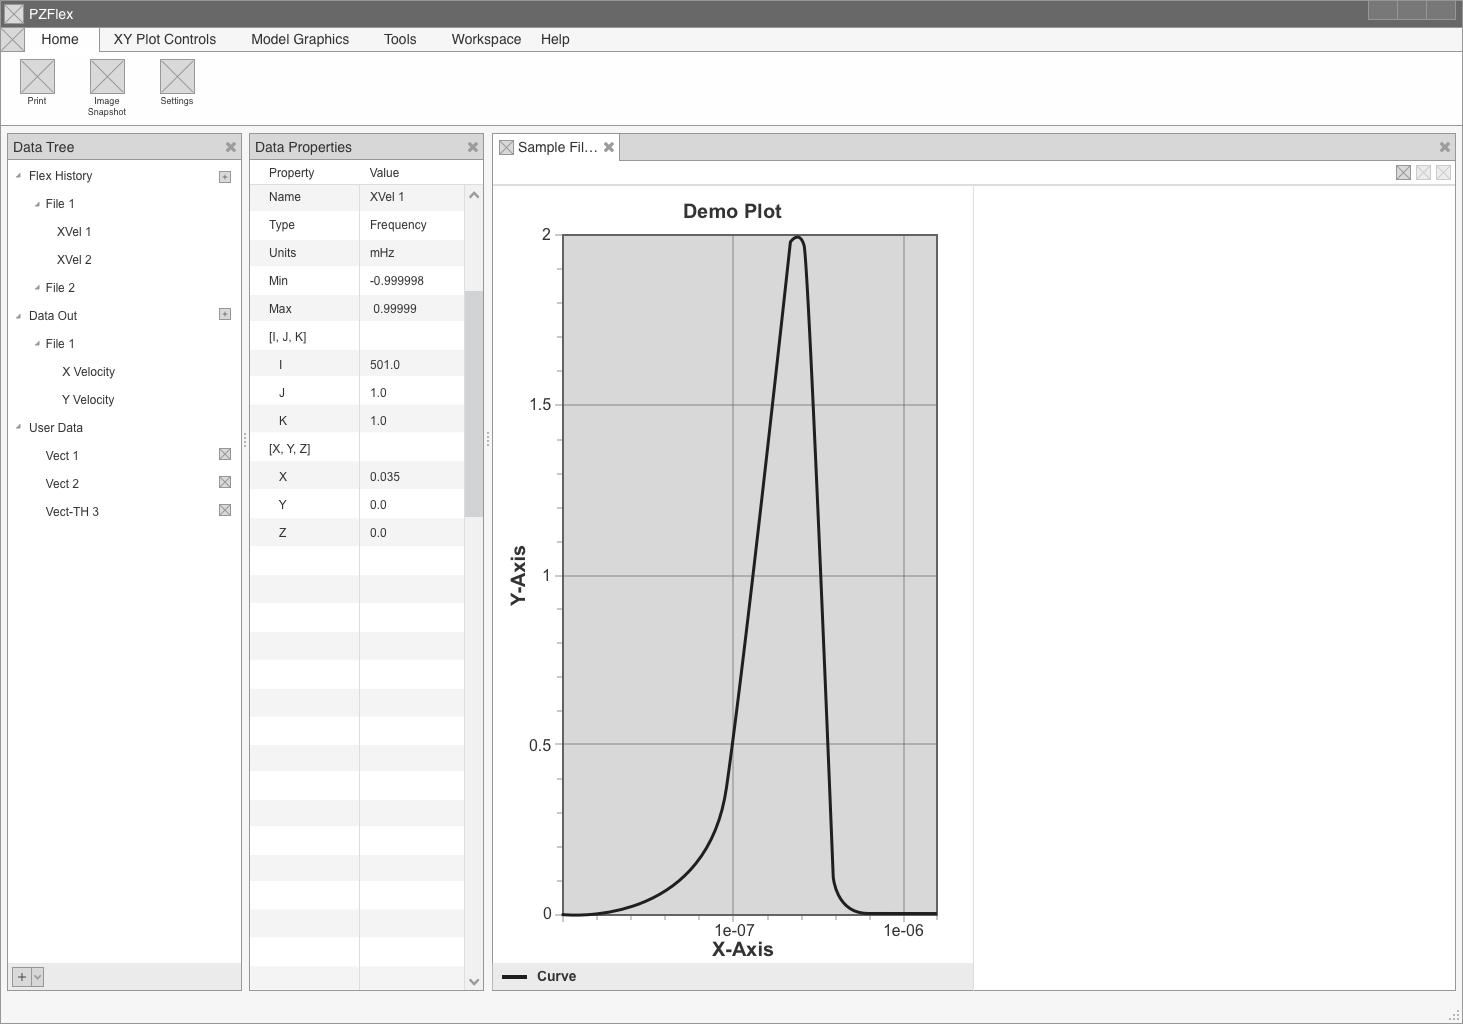 PZFlex
Home XY Plot Controls Model Graphics Tools Workspace Help
Print Image Snapshot Settings
Data Tree
Flex History
File 1
XVel 1
XVel 2
File 2
Data Out
File 1
X Velocity
Y Velocity
User Data
Vect 1
Vect 2
Vect-TH 3
Data Properties
Property Value
Name XVel 1
Type Frequency
Units mHz
Min -0.999998
Max 0.99999
[I, J, K]
I 501.0
J 1.0
K 1.0
[X, Y, Z]
X 0.035
Y 0.0
Z 0.0
Sample Fil...
Demo Plot
2
1.5
1
0.5
0
Y-Axis
1e-07 1e-06
X-Axis
Curve